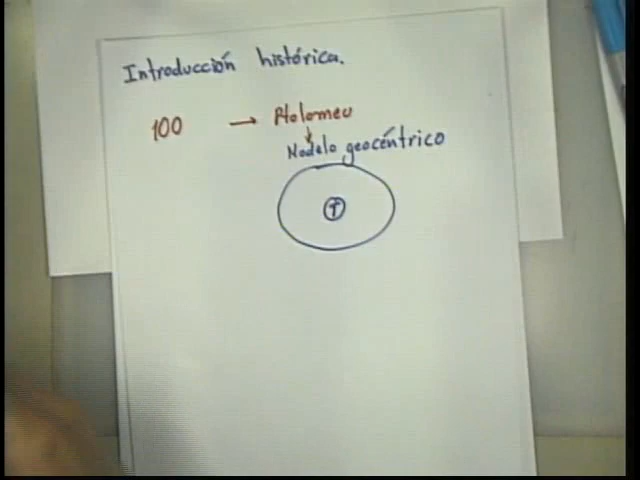 Introducción histórica.
100 → Ptolomeo
Modelo geocéntrico
T